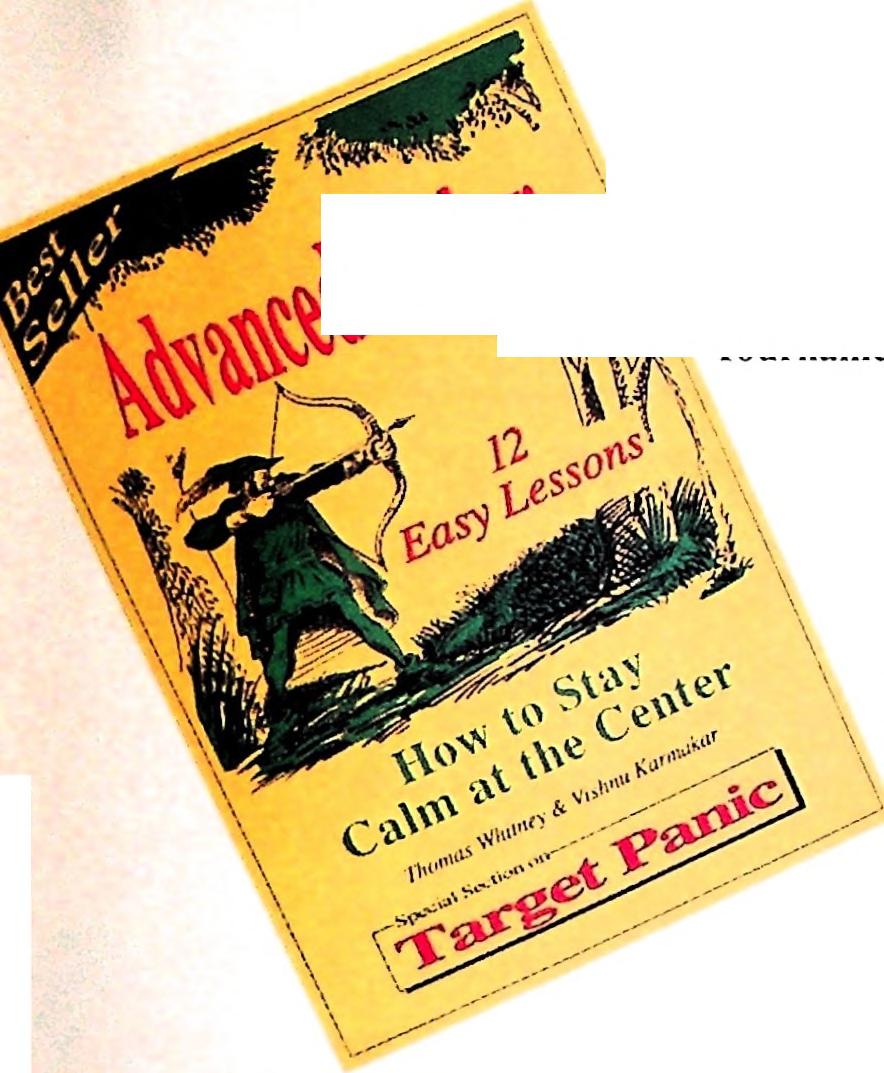 Best
Seller
Advanced
12
Easy Lessons
How to Stay
Calm at the Center
Thomas Whitney & Vishnu Karmakar
Special Section on
Target Panic